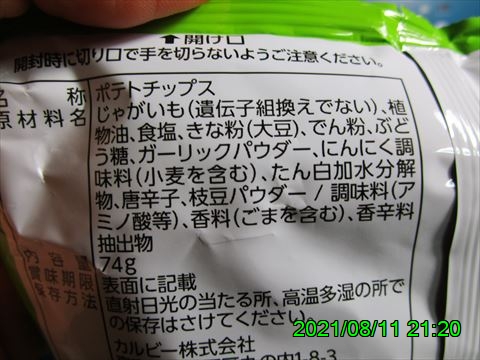 ↑開け口
開封時に切り口で手を切らないようご注意ください。
名称 ポテトチップス
原材料名 じゃがいも(遺伝子組換えでない)、植
物油、食塩、きな粉(大豆)、でん粉、ぶど
う糖、ガーリックパウダー、にんにく調
味料(小麦を含む)、たん白加水分解
物、唐辛子、枝豆パウダー / 調味料(ア
ミノ酸等)、香料(ごまを含む)、香辛料
抽出物
内容量 74g
賞味期限 表面に記載
保存方法 直射日光の当たる所、高温多湿の所で
の保存はさけてください。
カルビー株式会社
の内1-8-3
2021/08/11 21:20